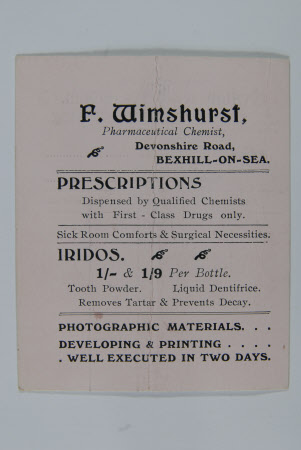 F. Wimshurst,
Pharmaceutical Chemist,
Devonshire Road,
BEXHILL-ON-SEA.
PRESCRIPTIONS
Dispensed by Qualified Chemists
with First - Class Drugs only.
Sick Room Comforts & Surgical Necessities.
IRIDOS.
1/- & 1/9 Per Bottle.
Tooth Powder. Liquid Dentifrice.
Removes Tartar & Prevents Decay.
PHOTOGRAPHIC MATERIALS. . .
DEVELOPING & PRINTING . . . .
. WELL EXECUTED IN TWO DAYS.